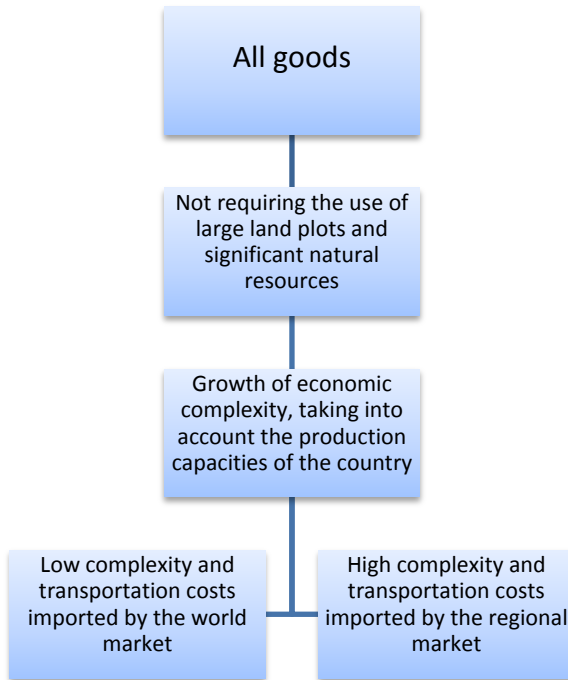 All goods
Not requiring the use of
large land plots and
significant natural
resources
Growth of economic
complexity, taking into
account the production
capacities of the country
Low complexity and
transportation costs
imported by the world
market
High complexity and
transportation costs
imported by the regional
market